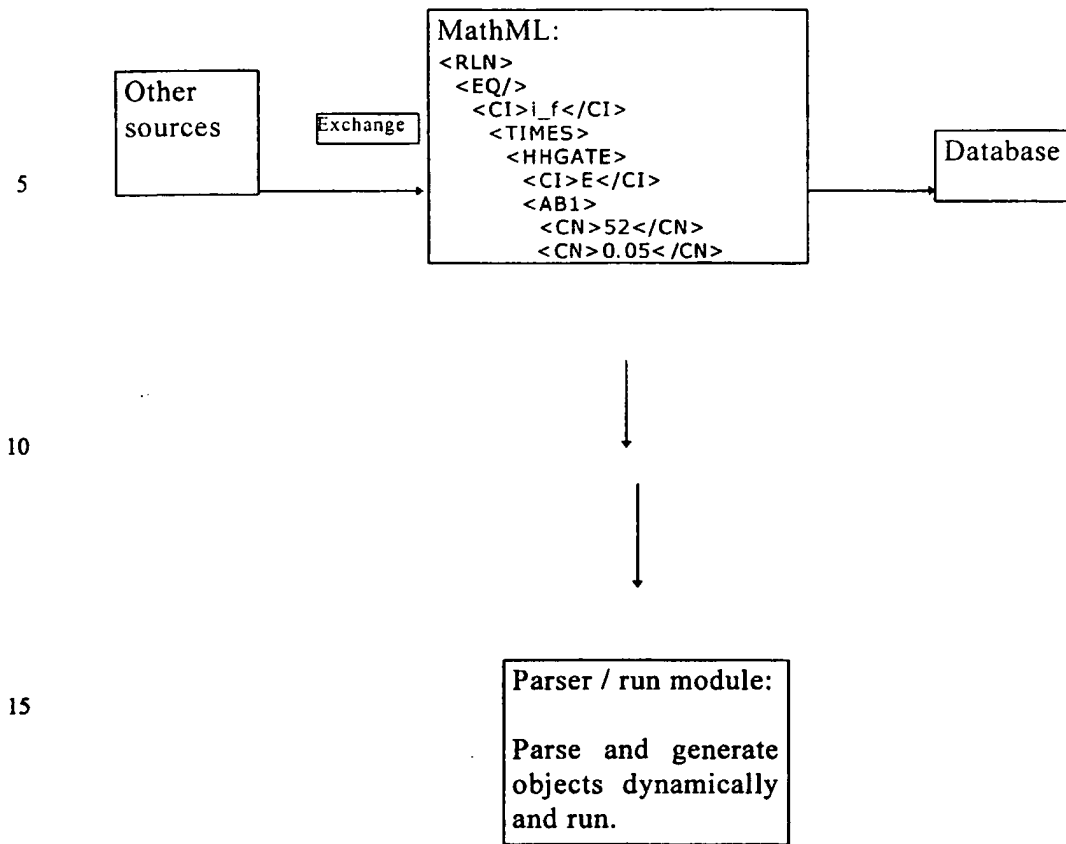 MathML:
<RLN>
<EQ/>
<CI>i_f</CI>
<TIMES>
<HHGATE>
<CI>E</CI>
<AB1>
<CN>52</CN>
<CN>0.05</CN>
Other
sources
Exchange
Database
5
10
15
Parser / run module:
Parse and generate
objects dynamically
and run.